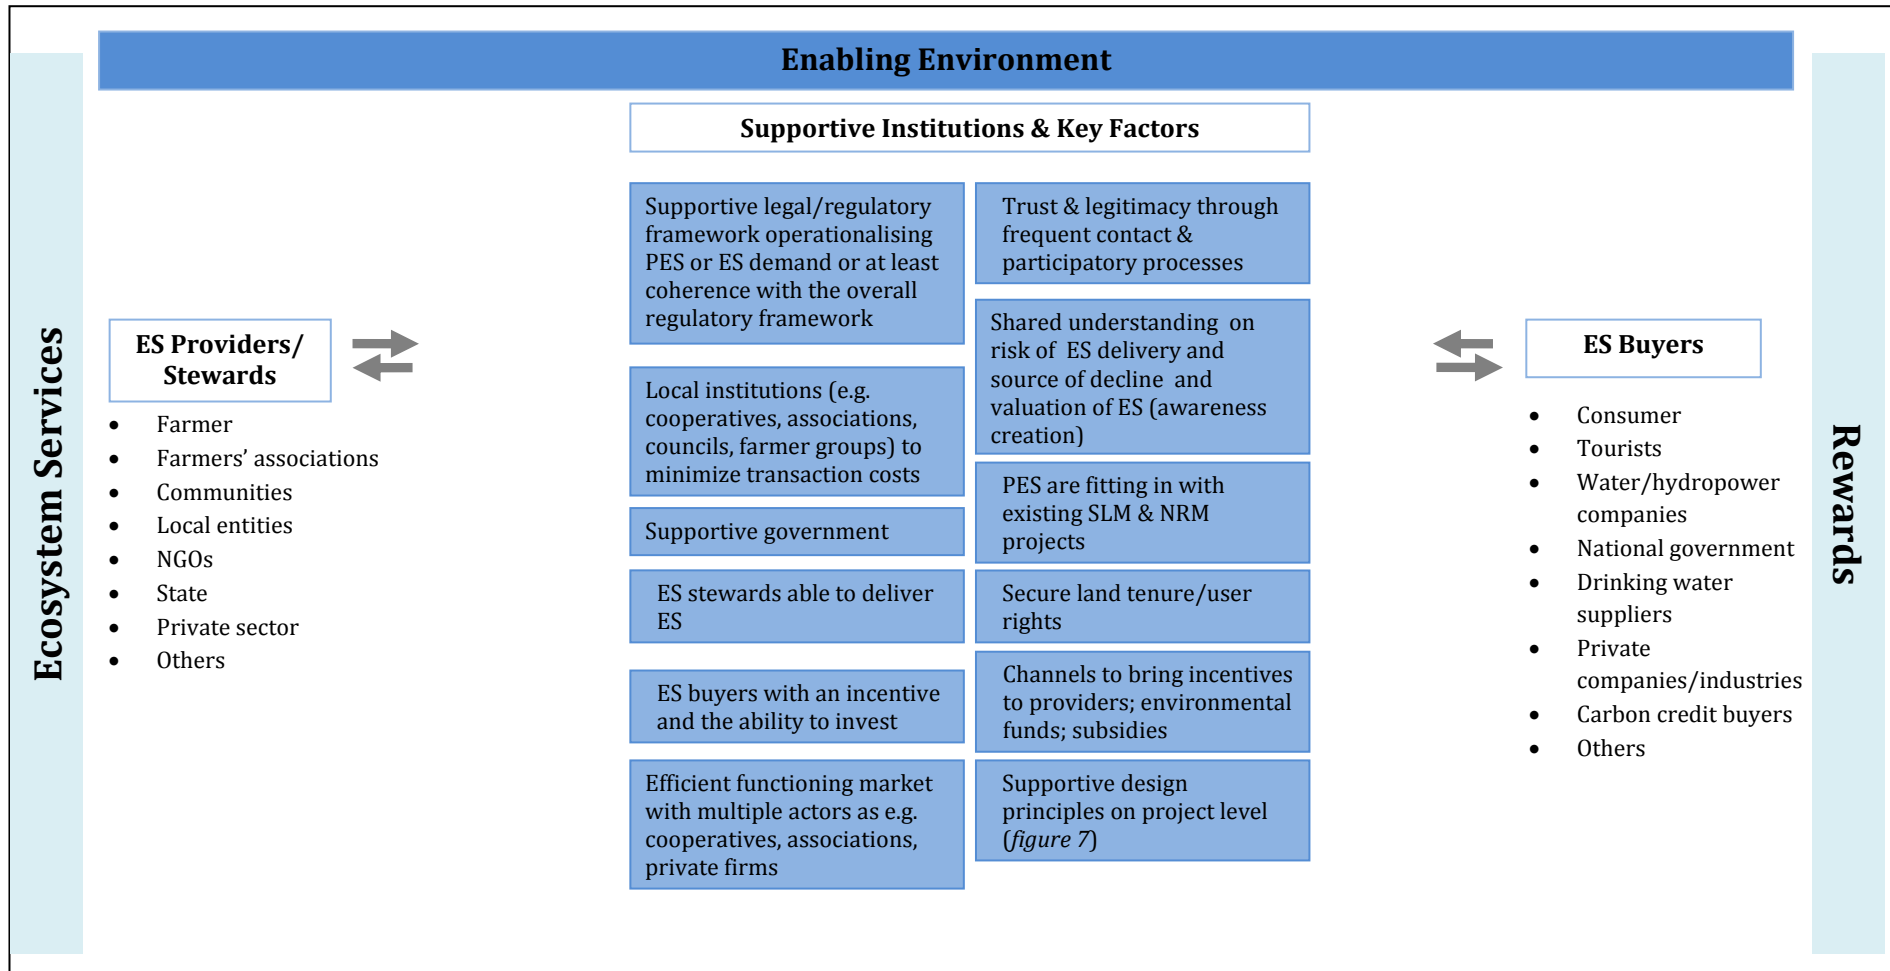 Enabling Environment
Supportive Institutions & Key Factors
Ecosystem Services
ES Providers/
Stewards
• Farmer
• Farmers’ associations
• Communities
• Local entities
• NGOs
• State
• Private sector
• Others
Supportive legal/regulatory
framework operationalising
PES or ES demand or at least
coherence with the overall
regulatory framework
Local institutions (e.g.
cooperatives, associations,
councils, farmer groups) to
minimize transaction costs
Supportive government
ES stewards able to deliver
ES
ES buyers with an incentive
and the ability to invest
Efficient functioning market
with multiple actors as e.g.
cooperatives, associations,
private firms
Trust & legitimacy through
frequent contact &
participatory processes
Shared understanding on
risk of ES delivery and
source of decline and
valuation of ES (awareness
creation)
PES are fitting in with
existing SLM & NRM
projects
Secure land tenure/user
rights
Channels to bring incentives
to providers; environmental
funds; subsidies
Supportive design
principles on project level
(figure 7)
ES Buyers
• Consumer
• Tourists
• Water/hydropower
companies
• National government
• Drinking water
suppliers
• Private
companies/industries
• Carbon credit buyers
• Others
Rewards